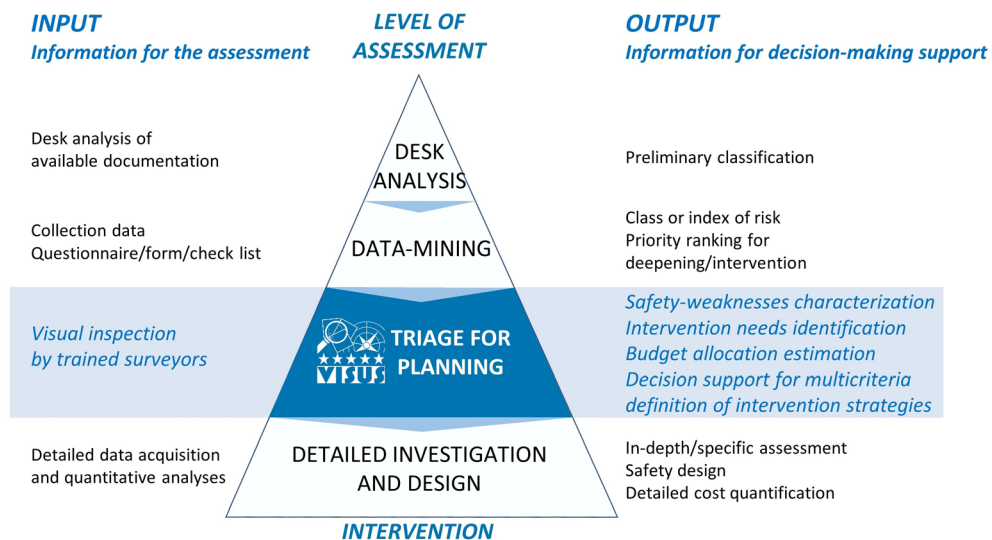 INPUT
Information for the assessment
LEVEL OF
ASSESSMENT
OUTPUT
Information for decision-making support
Desk analysis of
available documentation
DESK
ANALYSIS
Preliminary classification
Collection data
Questionnaire/form/check list
DATA-MINING
Class or index of risk
Priority ranking for
deepening/intervention
Visual inspection
by trained surveyors
VISUS
TRIAGE FOR
PLANNING
Safety-weaknesses characterization
Intervention needs identification
Budget allocation estimation
Decision support for multicriteria
definition of intervention strategies
Detailed data acquisition
and quantitative analyses
DETAILED INVESTIGATION
AND DESIGN
In-depth/specific assessment
Safety design
Detailed cost quantification
INTERVENTION